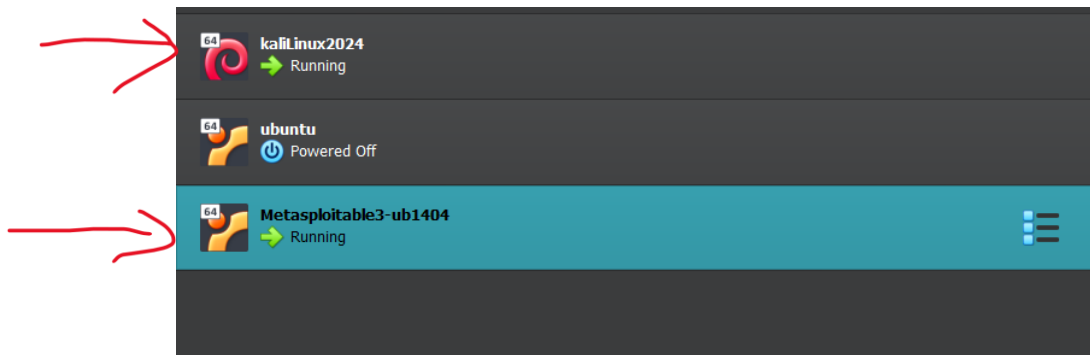 64
kaliLinux2024
Running
64
ubuntu
Powered Off
64
Metasploitable3-ub1404
Running